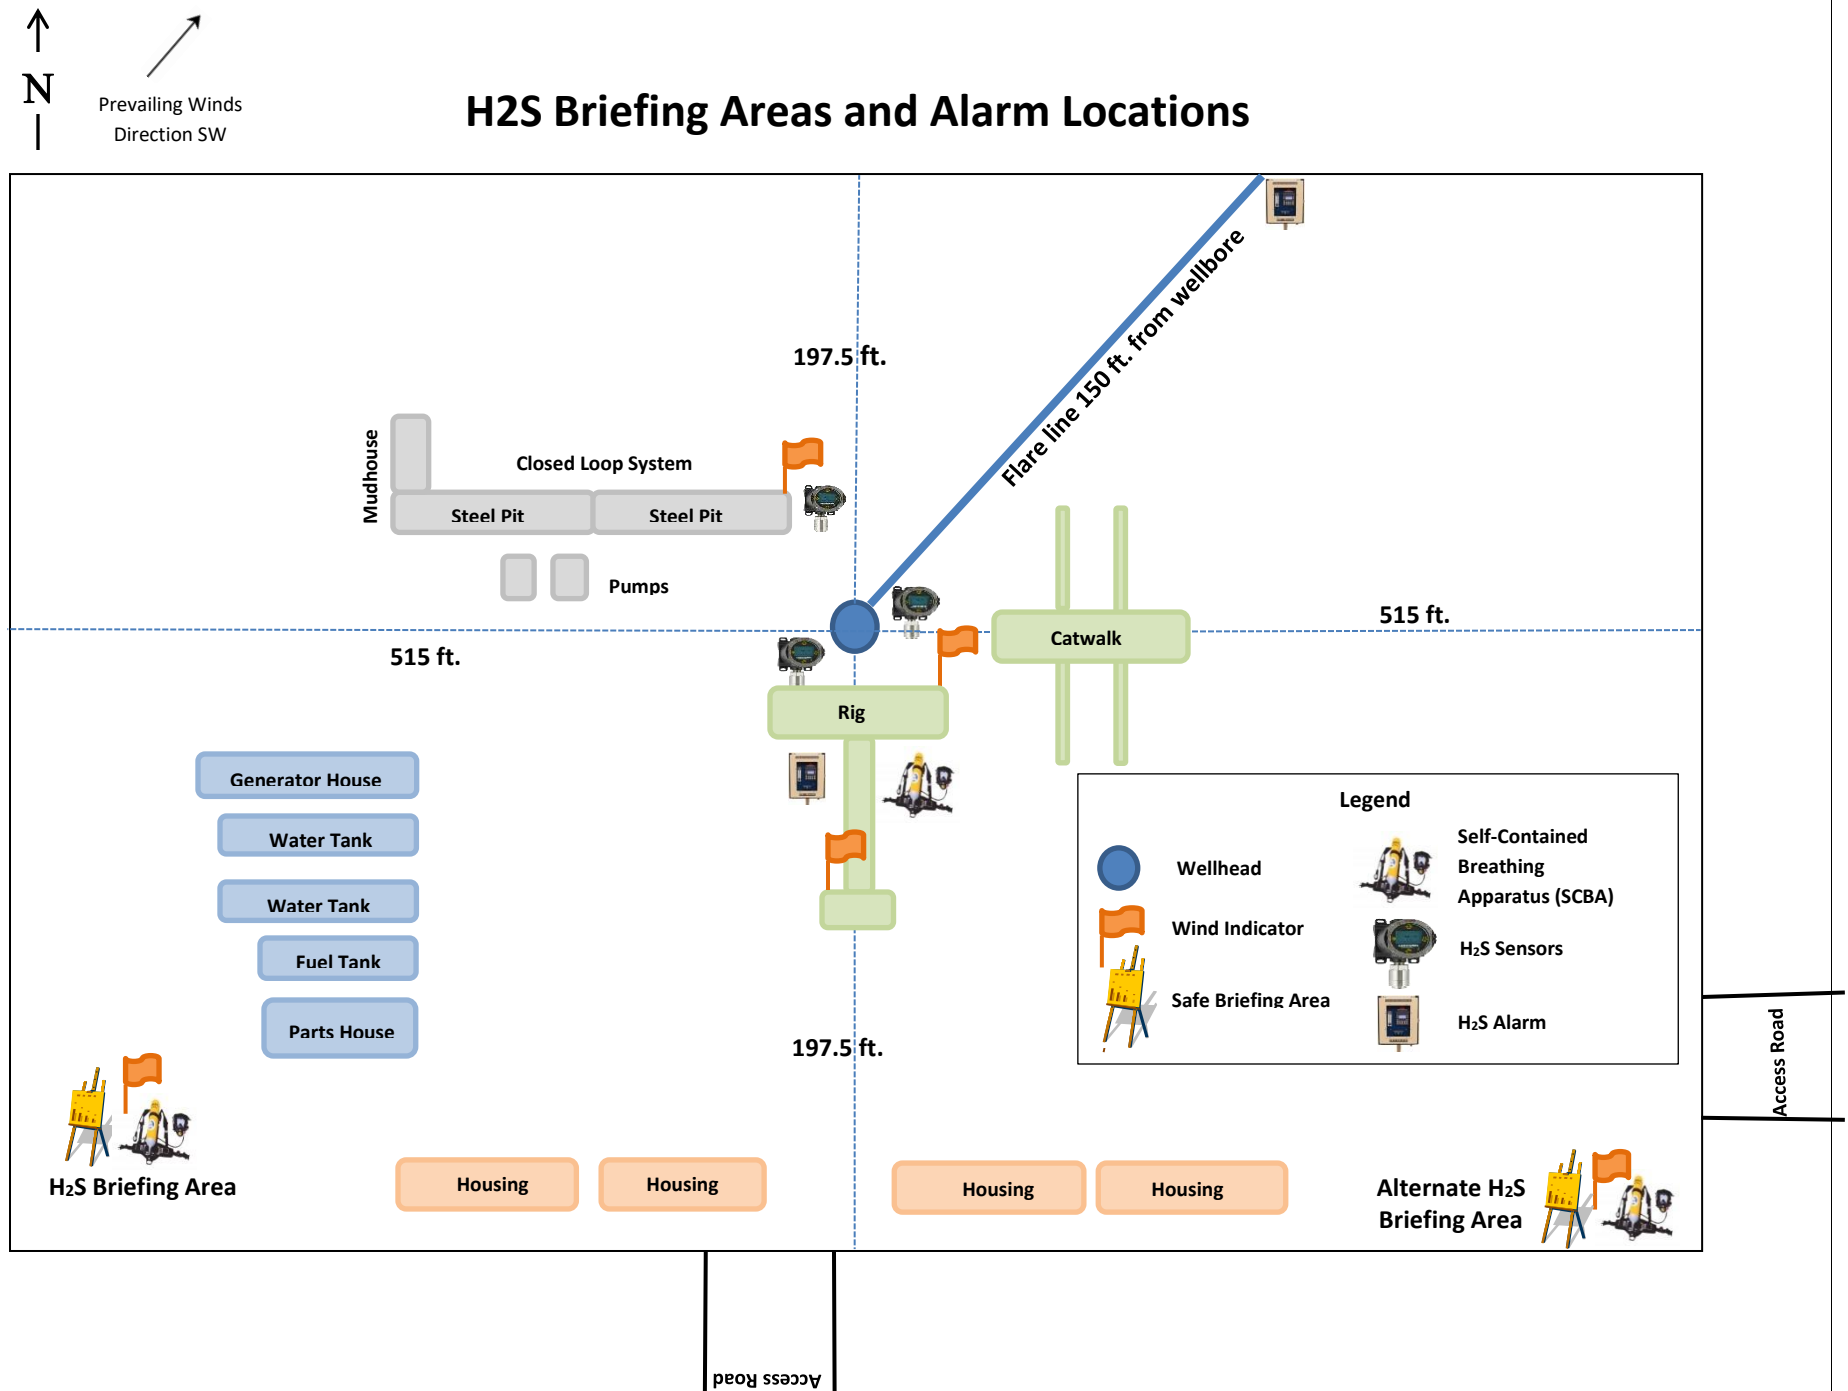 N
Prevailing Winds
Direction SW
H2S Briefing Areas and Alarm Locations
Flare line 150 ft. from wellbore
197.5 ft.
Mudhouse
Closed Loop System
Steel Pit
Steel Pit
Pumps
515 ft.
Catwalk
515 ft.
Rig
Generator House
Water Tank
Water Tank
Fuel Tank
Parts House
Legend
Wellhead
Wind Indicator
Safe Briefing Area
Self-Contained
Breathing
Apparatus (SCBA)
H₂S Sensors
H₂S Alarm
197.5 ft.
Access Road
H₂S Briefing Area
Housing
Housing
Housing
Housing
Alternate H₂S
Briefing Area
Access Road